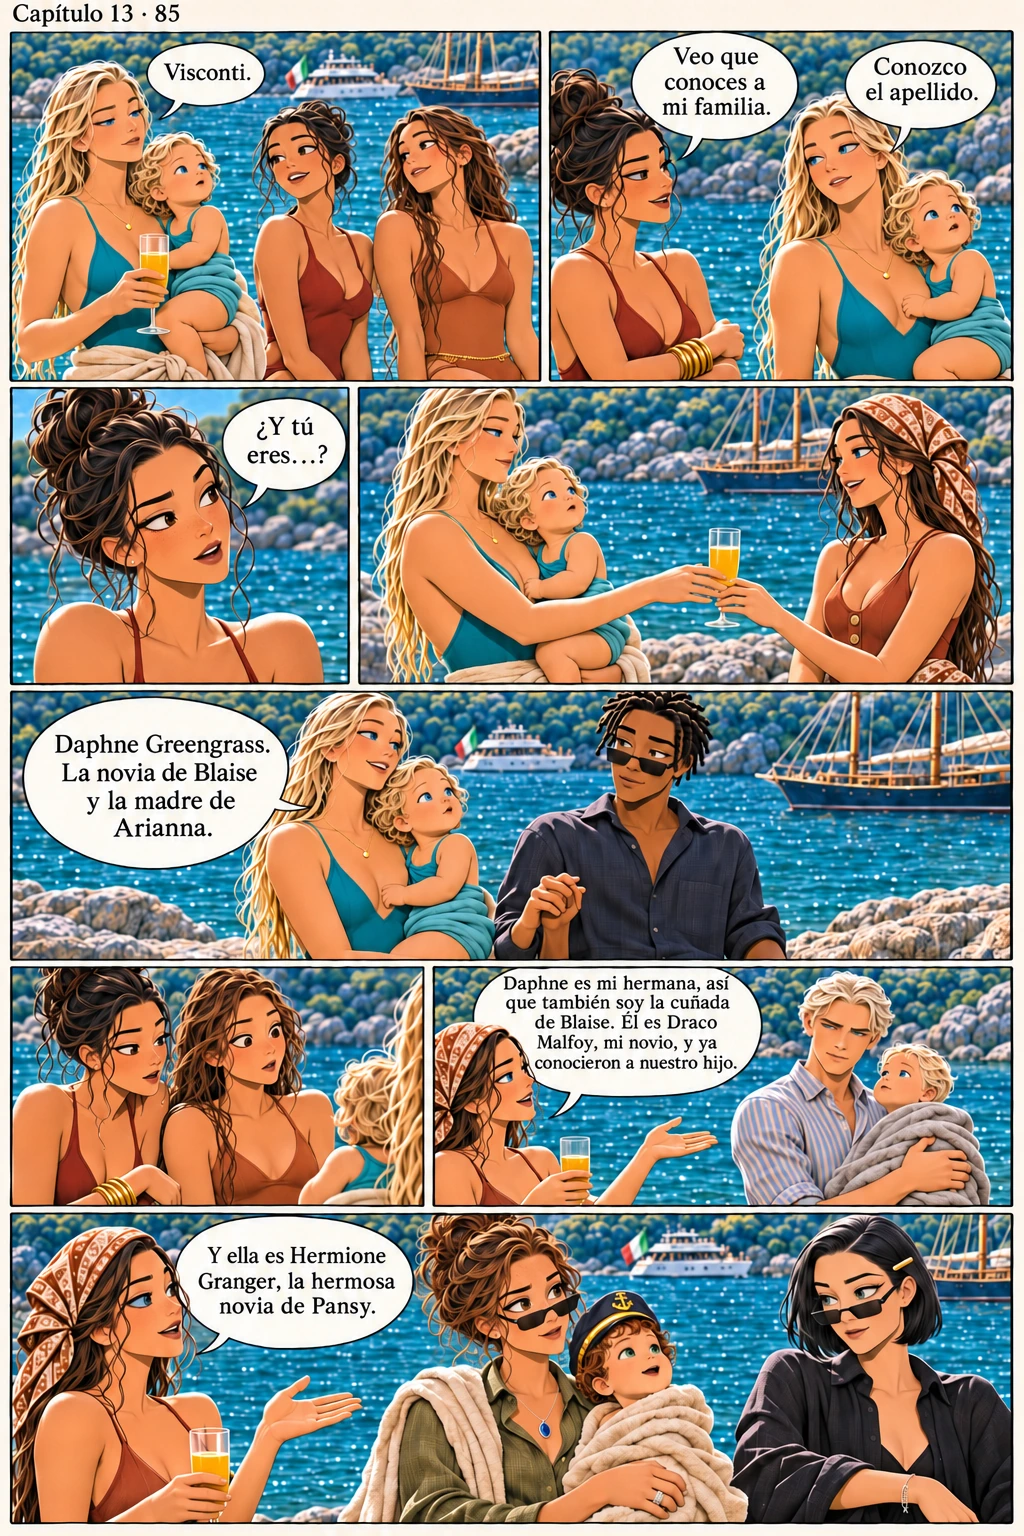 Capítulo 13 · 85
Visconti.
Veo que
conoces a
mi familia.
Conozco
el apellido.
¿Y tú
eres...?
Daphne Greengrass.
La novia de Blaise
y la madre de
Arianna.
Daphne es mi hermana, así
que también soy la cuñada
de Blaise. Él es Draco
Malfoy, mi novio, y ya
conocieron a nuestro hijo.
Y ella es Hermione
Granger, la hermosa
novia de Pansy.